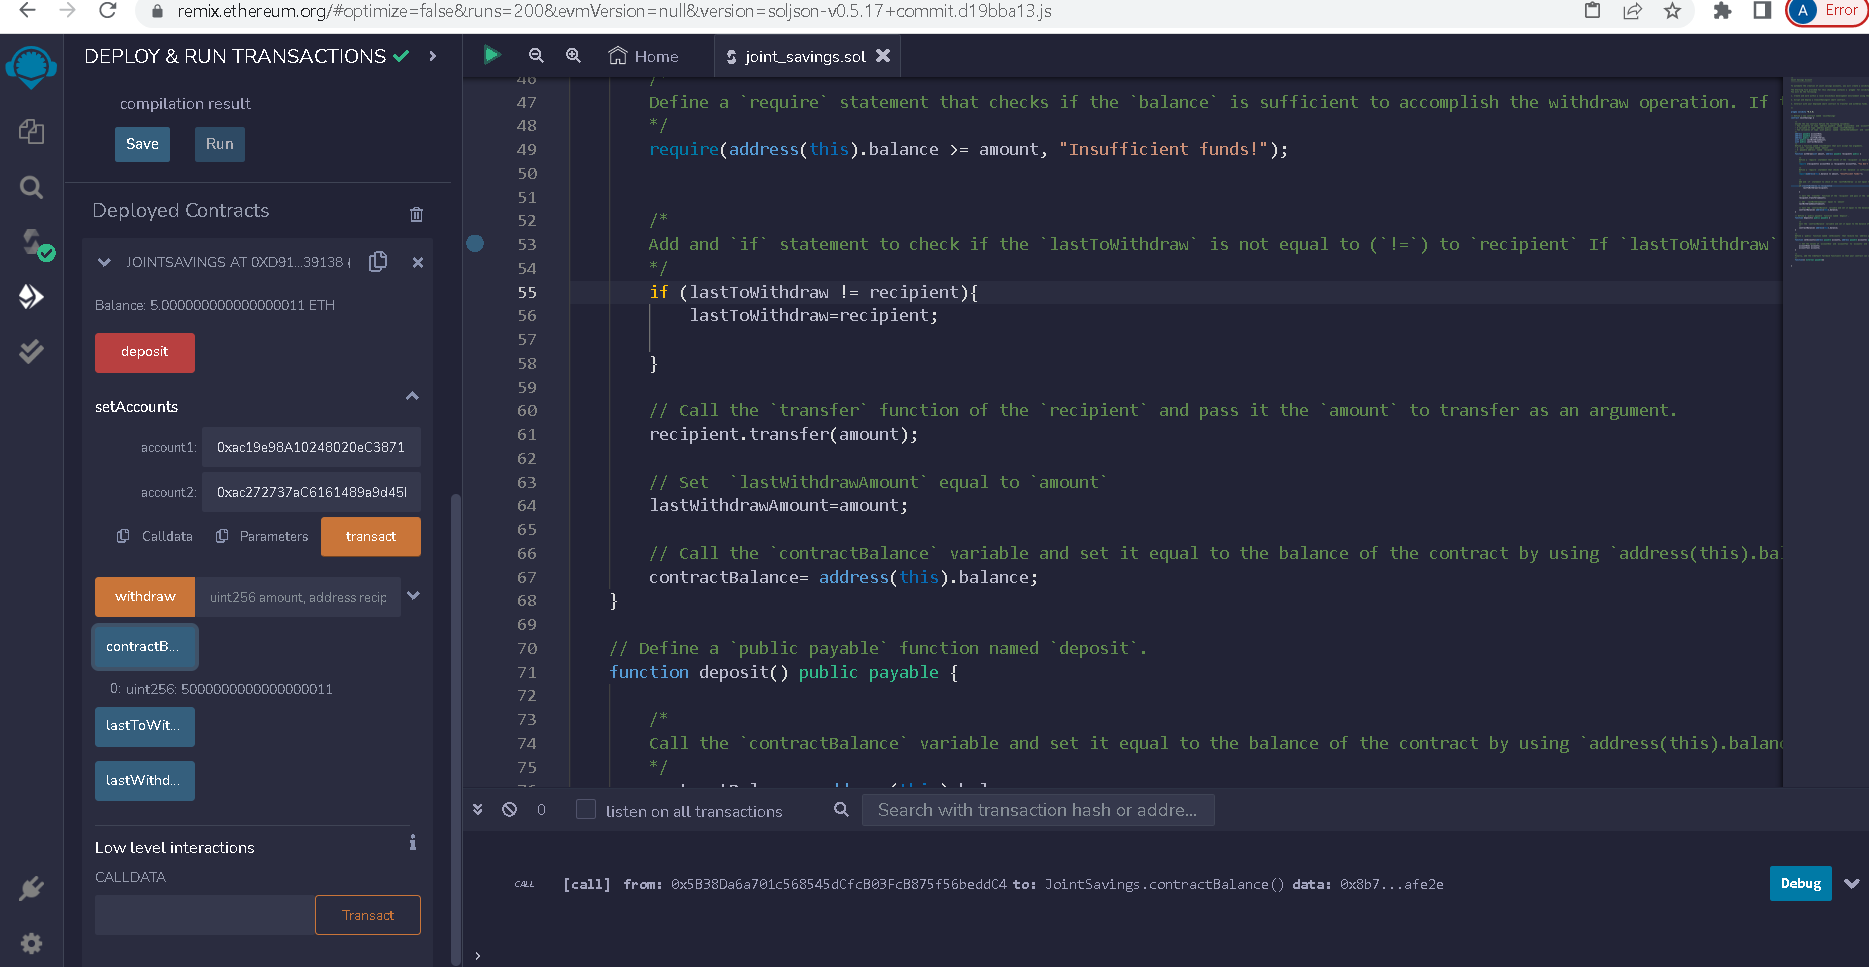 remix.ethereum.org/#optimize=false&runs=200&evmVersion=null&version=soljson-v0.5.17+commit.d19bba13.js
A Error
DEPLOY & RUN TRANSACTIONS
compilation result
Save Run
Deployed Contracts
JOINTSAVINGS AT 0XD91...39138 (
Balance: 5.000000000000000011 ETH
deposit
setAccounts
account1: 0xac19e98A10248020eC3871
account2: 0xac272737aC6161489a9d45
Calldata Parameters transact
withdraw uint256 amount, address recip
contractB...
0: uint256: 5000000000000000011
lastToWit...
lastWithd...
Low level interactions
CALLDATA
Transact
Home joint_savings.sol
46 /*
47 Define a `require` statement that checks if the `balance` is sufficient to accomplish the withdraw operation. If
48 */
49 require(address(this).balance >= amount, "Insufficient funds!");
50
51
52 /*
53 Add and `if` statement to check if the `lastToWithdraw` is not equal to (`!=`) to `recipient` If `lastToWithdraw`
54 */
55 if (lastToWithdraw != recipient){
56 lastToWithdraw=recipient;
57
58 }
59
60 // Call the `transfer` function of the `recipient` and pass it the `amount` to transfer as an argument.
61 recipient.transfer(amount);
62
63 // Set  `lastWithdrawAmount` equal to `amount`
64 lastWithdrawAmount=amount;
65
66 // Call the `contractBalance` variable and set it equal to the balance of the contract by using `address(this).ba
67 contractBalance= address(this).balance;
68 }
69
70 // Define a `public payable` function named `deposit`.
71 function deposit() public payable {
72
73 /*
74 Call the `contractBalance` variable and set it equal to the balance of the contract by using `address(this).balan
75 */
0 listen on all transactions Search with transaction hash or addre...
CALL [call] from: 0x5B38Da6a701c568545dCfcB03FcB875f56beddC4 to: JointSavings.contractBalance() data: 0x8b7...afe2e Debug
>